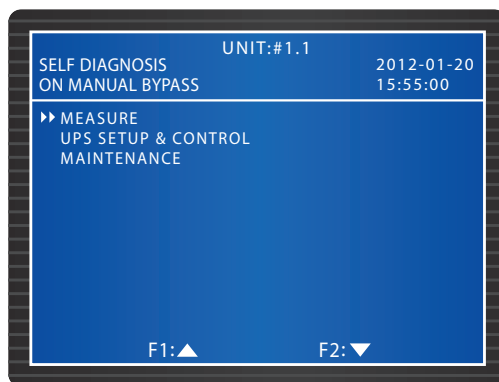 UNIT:#1.1
SELF DIAGNOSIS 2012-01-20
ON MANUAL BYPASS 15:55:00
MEASURE
UPS SETUP & CONTROL
MAINTENANCE
F1:▲ F2:▼